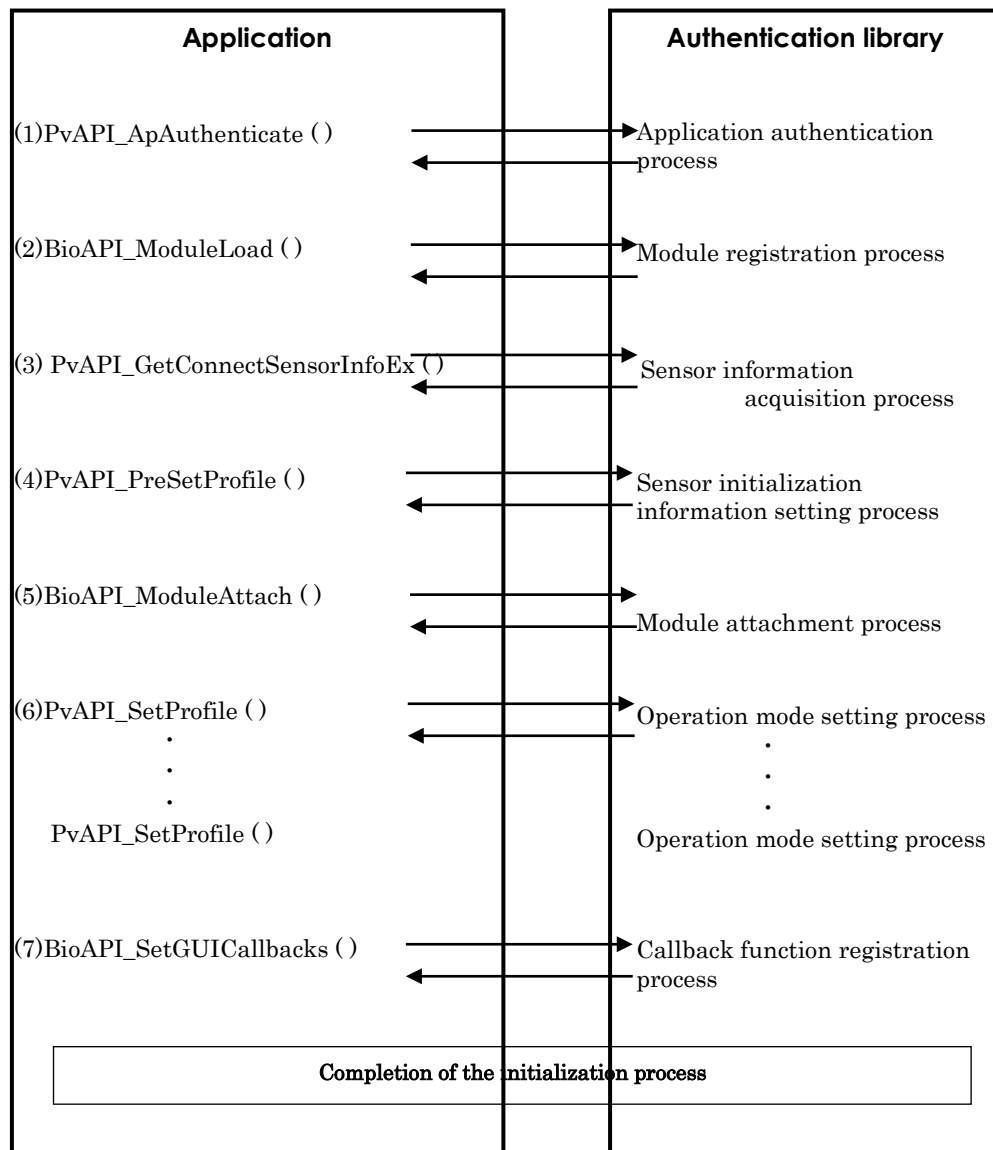 Application
Authentication library
(1)PvAPI_ApAuthenticate ( )
Application authentication
process
(2)BioAPI_ModuleLoad ( )
Module registration process
(3) PvAPI_GetConnectSensorInfoEx ( )
Sensor information
acquisition process
(4)PvAPI_PreSetProfile ( )
Sensor initialization
information setting process
(5)BioAPI_ModuleAttach ( )
Module attachment process
(6)PvAPI_SetProfile ( )
Operation mode setting process
PvAPI_SetProfile ( )
Operation mode setting process
(7)BioAPI_SetGUICallbacks ( )
Callback function registration
process
Completion of the initialization process